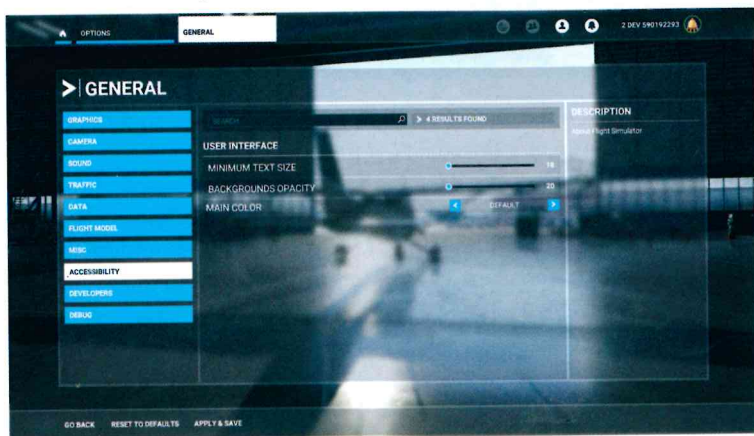 OPTIONS
GENERAL
2 DEV 590192293
GENERAL
GRAPHICS
CAMERA
SOUND
TRAFFIC
DATA
FLIGHT MODEL
MISC
ACCESSIBILITY
DEVELOPERS
DEBUG
SEARCH
4 RESULTS FOUND
USER INTERFACE
MINIMUM TEXT SIZE
BACKGROUNDS OPACITY 20
MAIN COLOR DEFAULT
DESCRIPTION
About Flight Simulator
GO BACK RESET TO DEFAULTS APPLY & SAVE